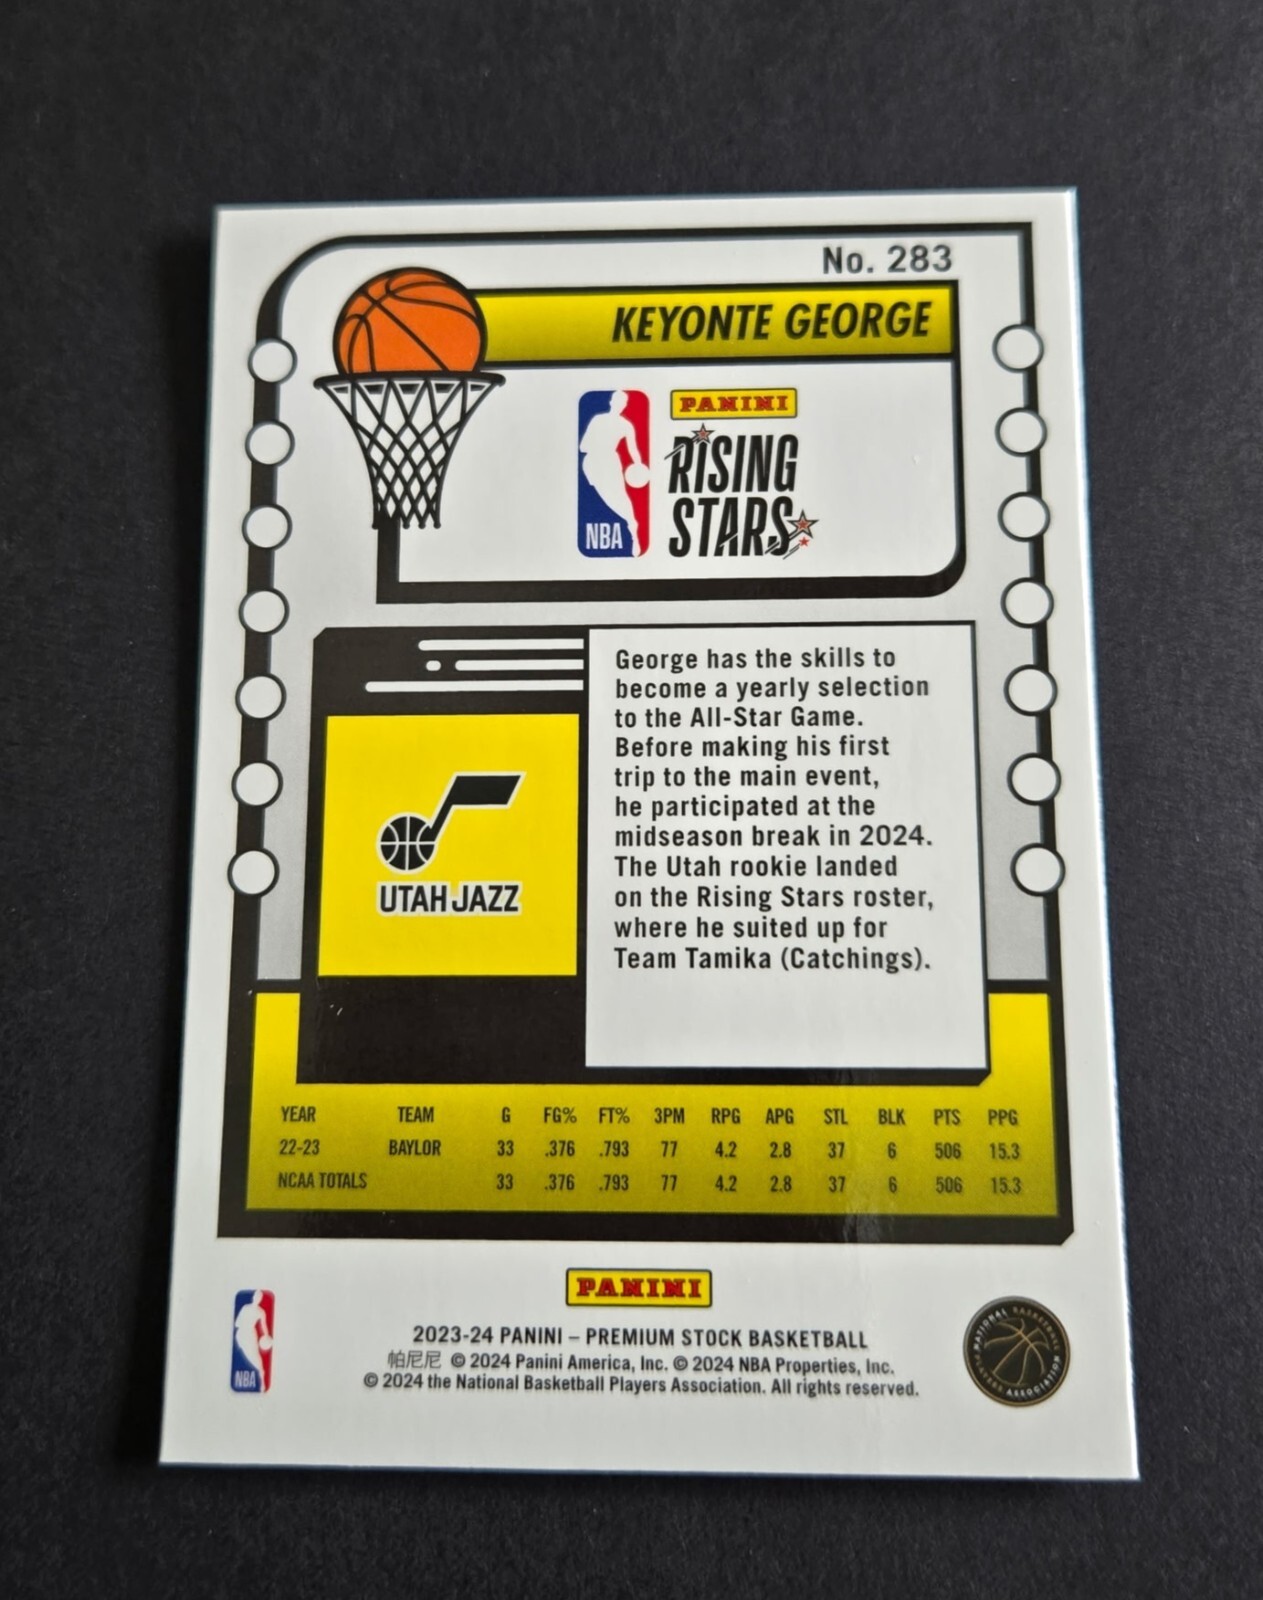 No. 283
KEYONTE GEORGE
PANINI
NBA
RISING
STARS
George has the skills to
become a yearly selection
to the All-Star Game.
Before making his first
trip to the main event,
he participated at the
midseason break in 2024.
The Utah rookie landed
on the Rising Stars roster,
where he suited up for
Team Tamika (Catchings).
UTAH JAZZ
YEAR TEAM G FG% FT% 3PM RPG APG STL BLK PTS PPG
22-23 BAYLOR 33 .376 .793 77 4.2 2.8 37 6 506 15.3
NCAA TOTALS 33 .376 .793 77 4.2 2.8 37 6 506 15.3
PANINI
2023-24 PANINI – PREMIUM STOCK BASKETBALL
帕尼尼 © 2024 Panini America, Inc. © 2024 NBA Properties, Inc.
© 2024 the National Basketball Players Association. All rights reserved.
NBA
NATIONAL BASKETBALL PLAYERS ASSOCIATION